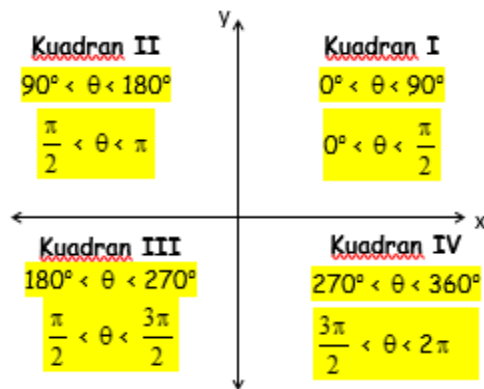 y
Kuadran II
90° < θ < 180°
π/2 < θ < π
Kuadran I
0° < θ < 90°
0° < θ < π/2
x
Kuadran III
180° < θ < 270°
π/2 < θ < 3π/2
Kuadran IV
270° < θ < 360°
3π/2 < θ < 2π